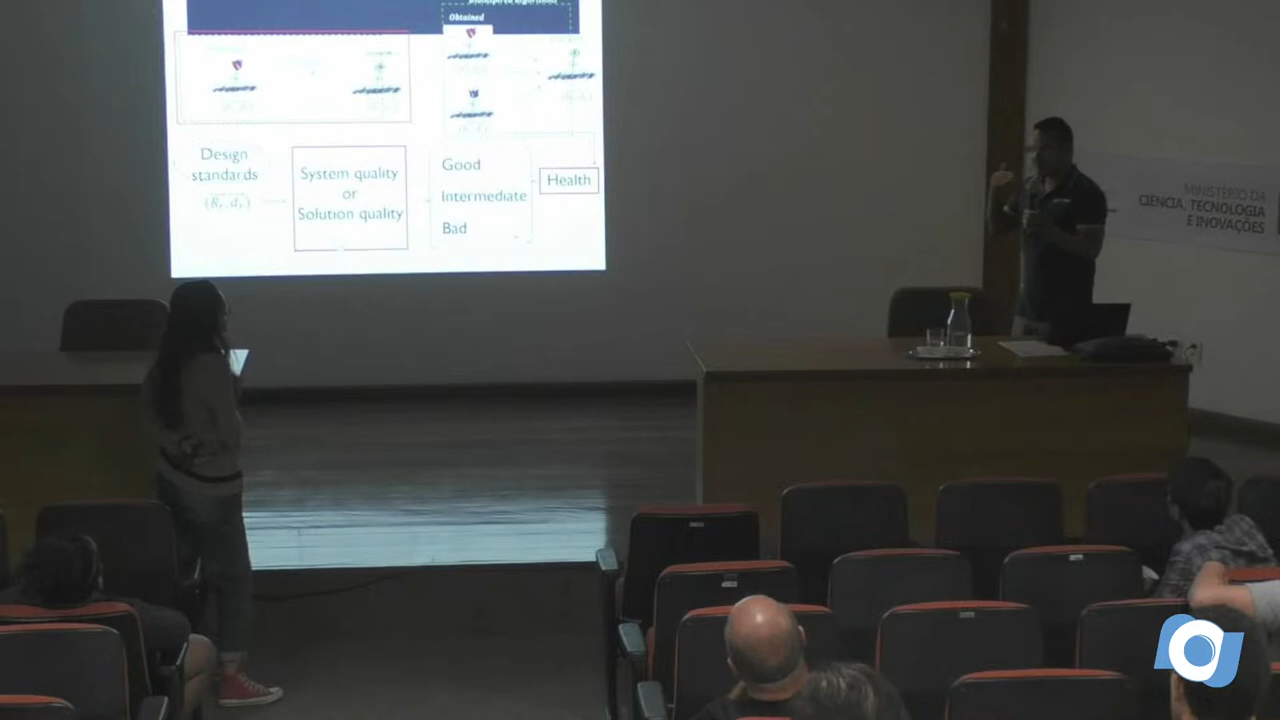 Obtained
Design
standards
System quality
or
Solution quality
Good
Intermediate
Bad
Health
MINISTÉRIO DA
CIÊNCIA, TECNOLOGIA
E INOVAÇÕES